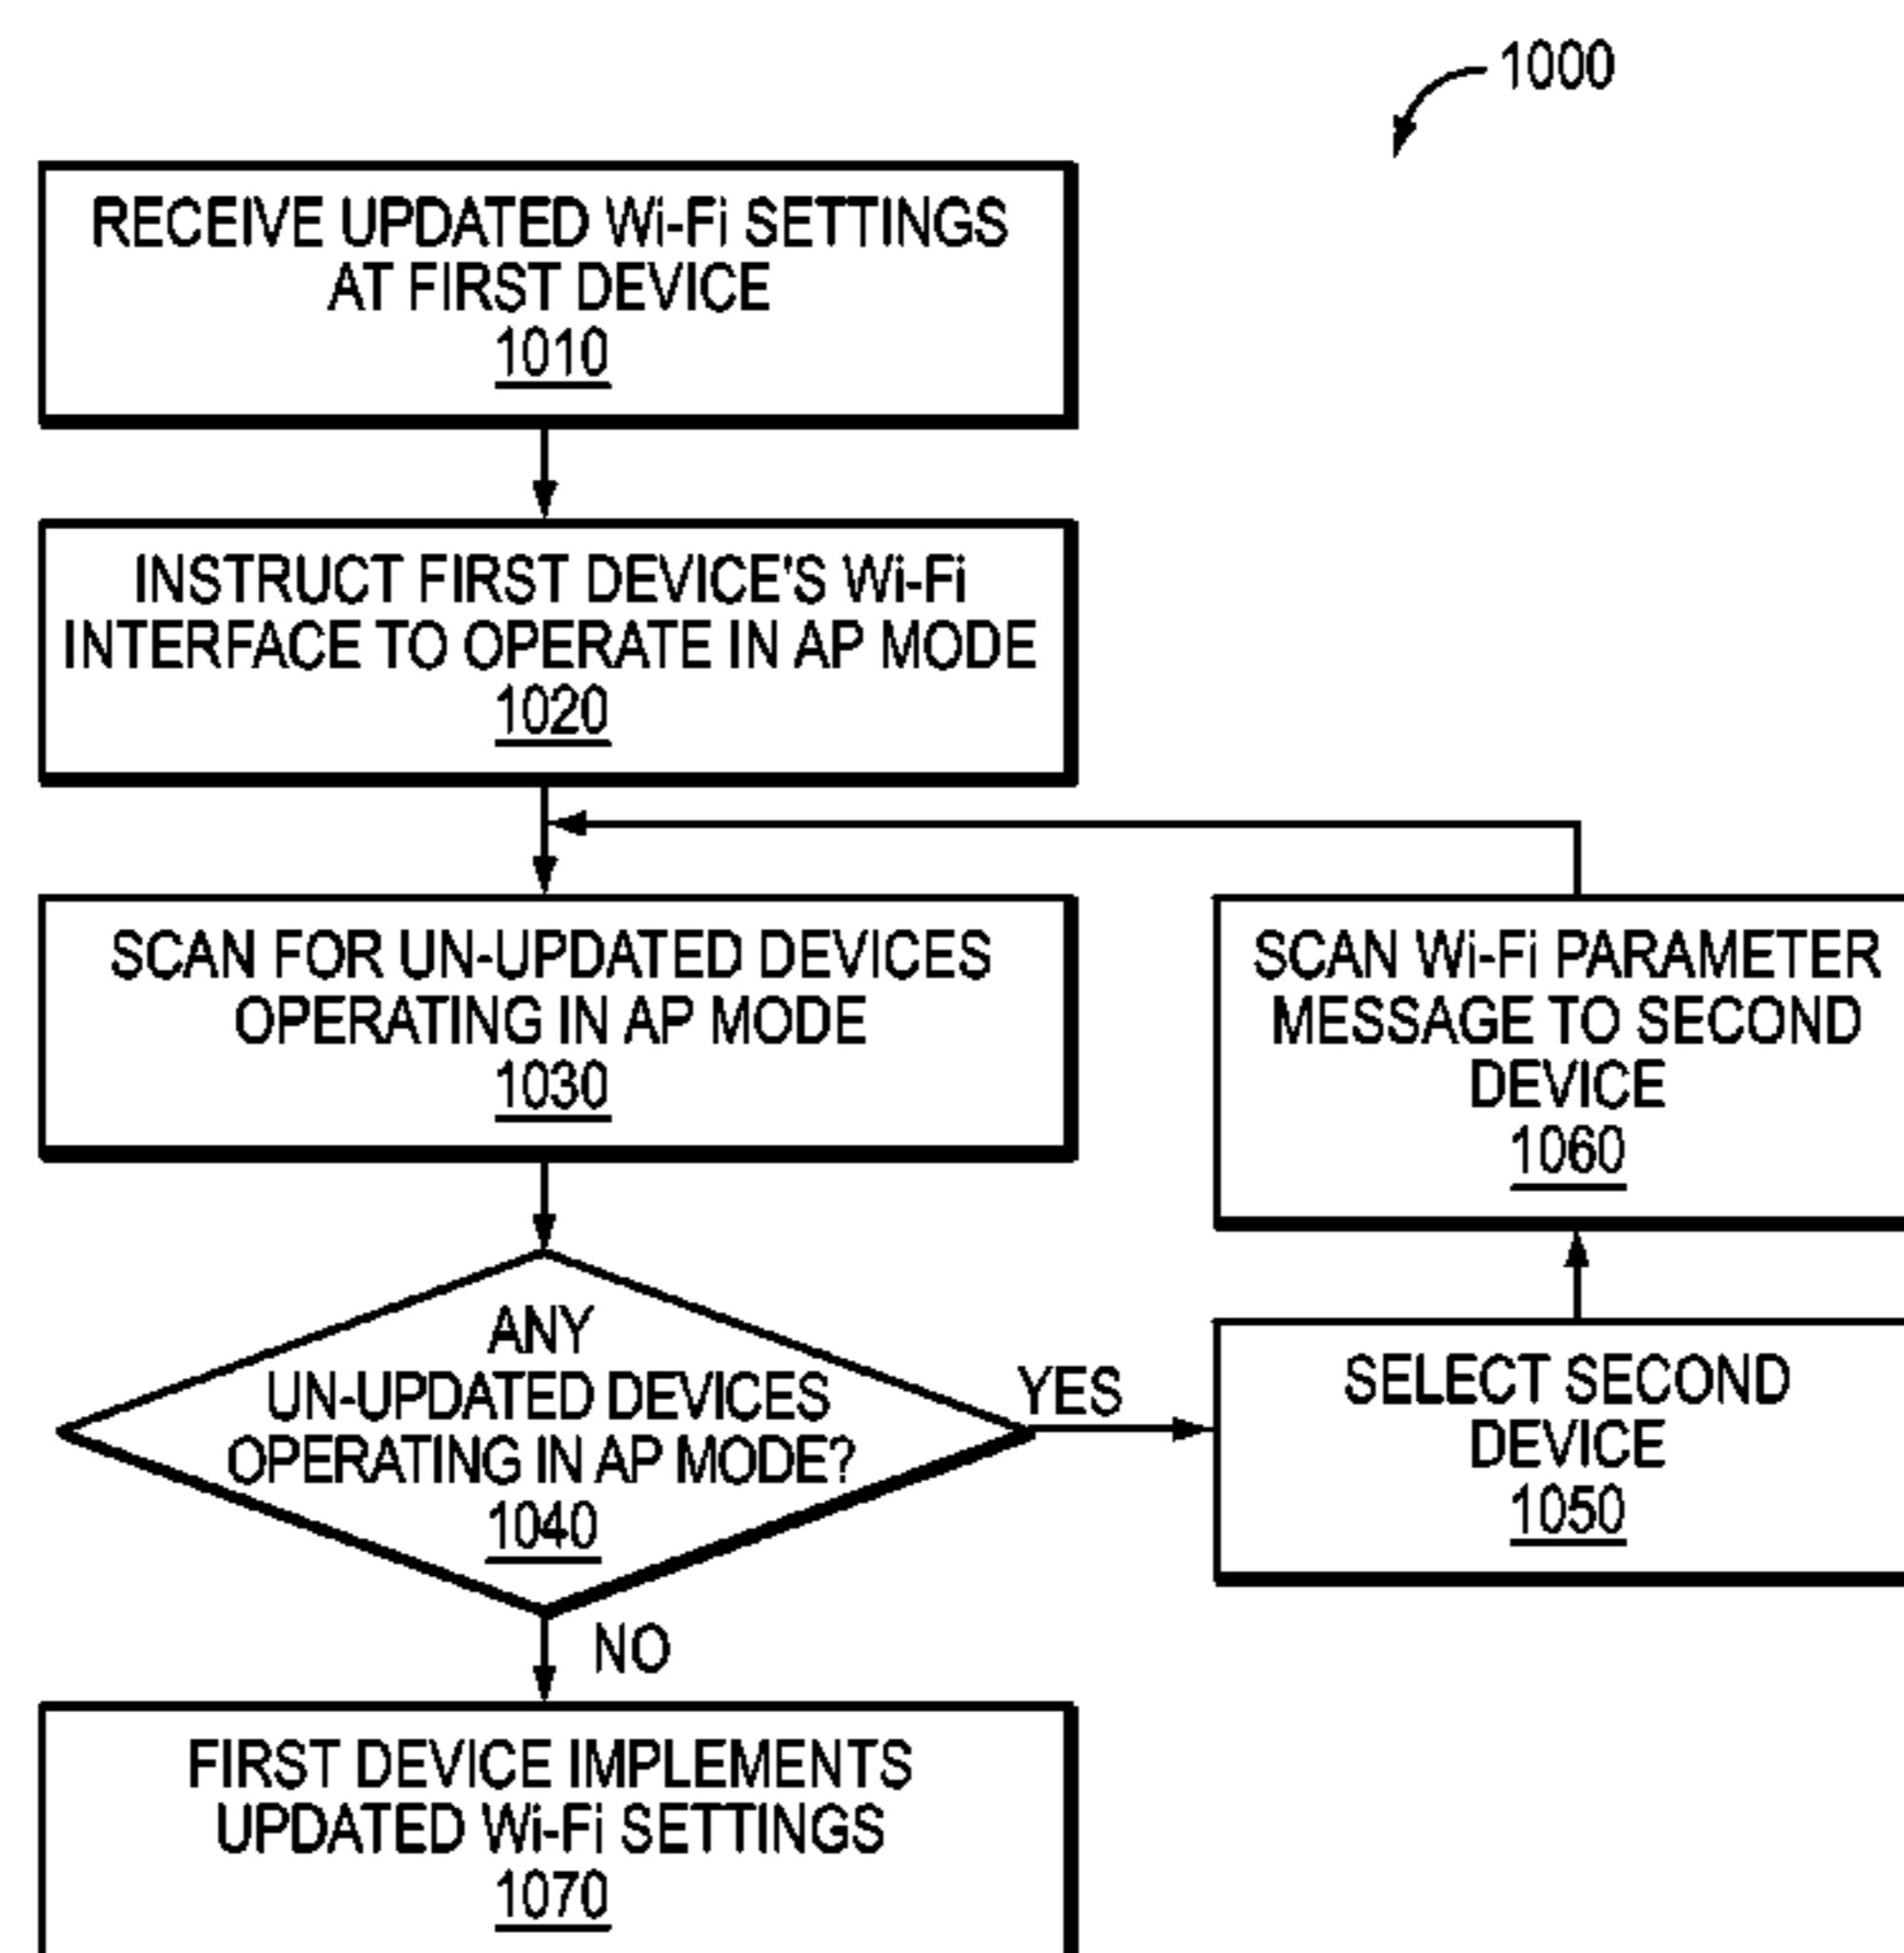 1000
RECEIVE UPDATED Wi-Fi SETTINGS
AT FIRST DEVICE
1010
INSTRUCT FIRST DEVICE'S Wi-Fi
INTERFACE TO OPERATE IN AP MODE
1020
SCAN FOR UN-UPDATED DEVICES
OPERATING IN AP MODE
1030
SCAN Wi-Fi PARAMETER
MESSAGE TO SECOND
DEVICE
1060
ANY
UN-UPDATED DEVICES
OPERATING IN AP MODE?
1040
YES
SELECT SECOND
DEVICE
1050
NO
FIRST DEVICE IMPLEMENTS
UPDATED Wi-Fi SETTINGS
1070